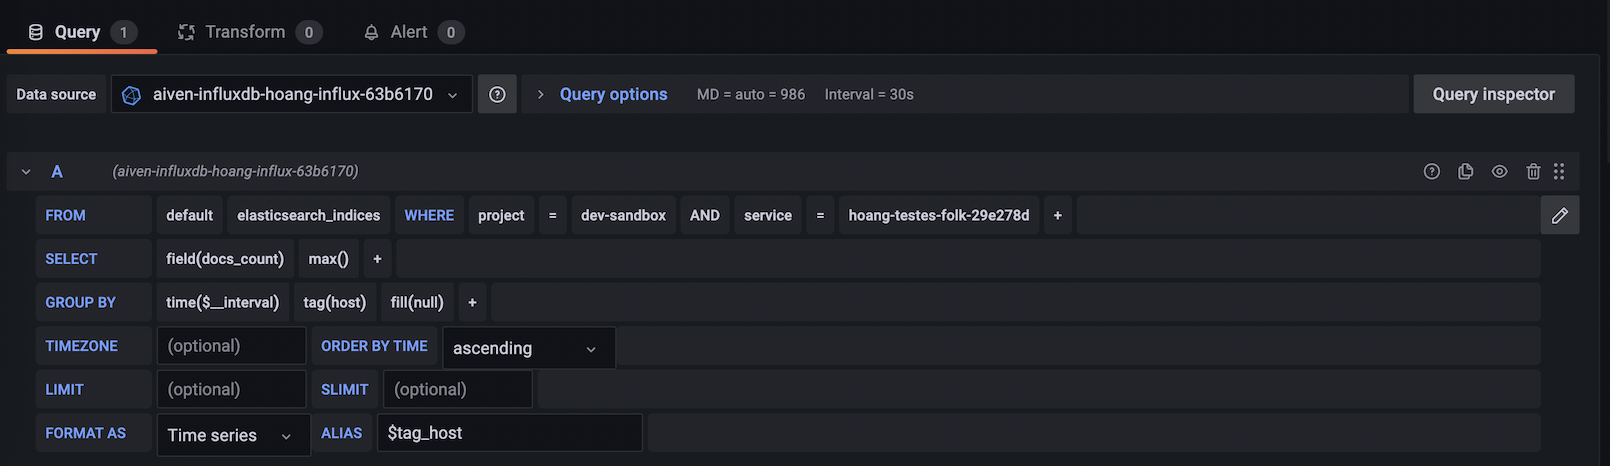 Query 1 Transform 0 Alert 0
Data source aiven-influxdb-hoang-influx-63b6170 Query options MD = auto = 986 Interval = 30s Query inspector
A (aiven-influxdb-hoang-influx-63b6170)
FROM default elasticsearch_indices WHERE project = dev-sandbox AND service = hoang-testes-folk-29e278d +
SELECT field(docs_count) max() +
GROUP BY time($__interval) tag(host) fill(null) +
TIMEZONE (optional) ORDER BY TIME ascending
LIMIT (optional) SLIMIT (optional)
FORMAT AS Time series ALIAS $tag_host